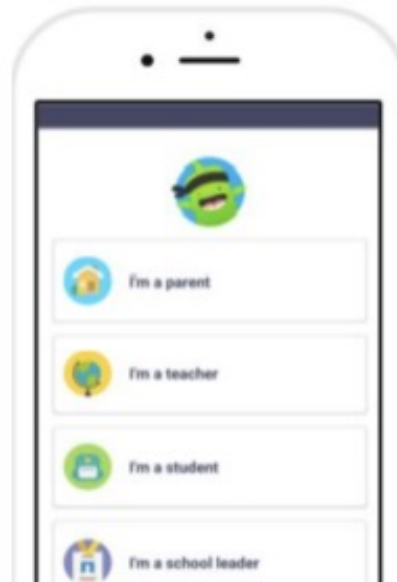 I'm a parent
I'm a teacher
I'm a student
I'm a school leader